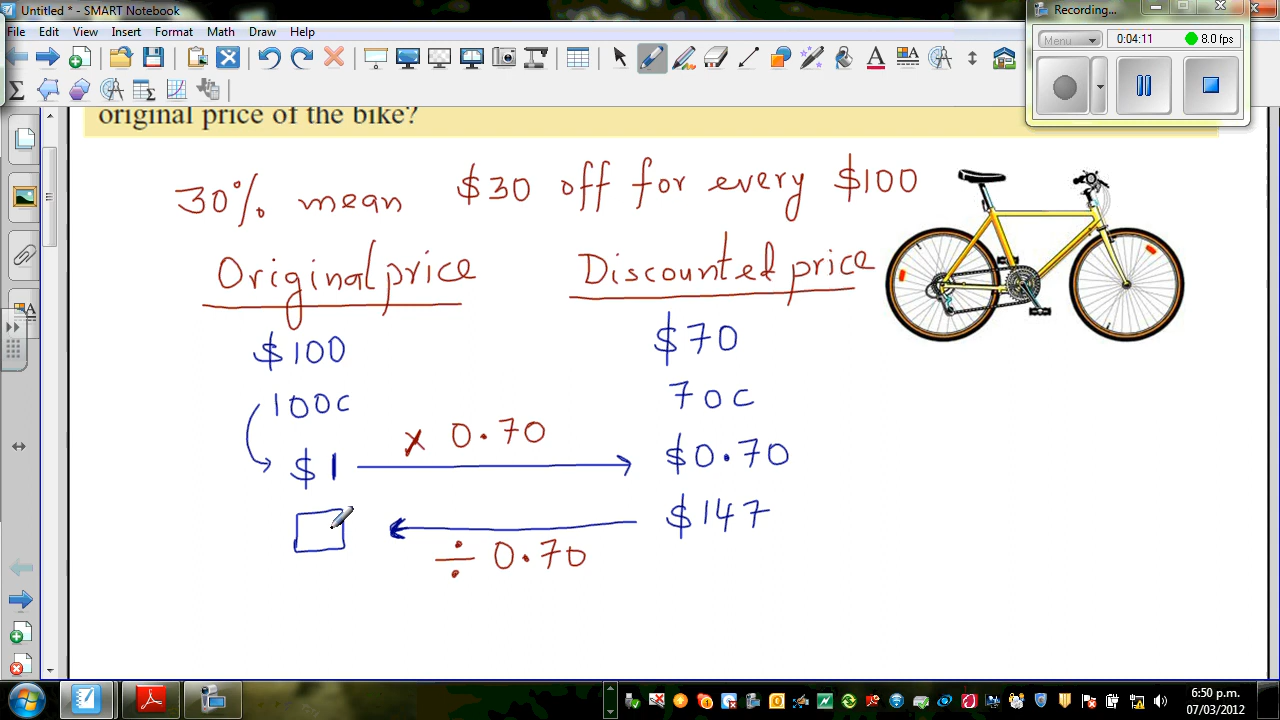 Untitled * - SMART Notebook
Recording...
File Edit View Insert Format Math Draw Help
Menu
00:04:11
8.0 fps
original price of the bike?
30% mean $30 off for every $100
Original price Discounted price
$100 $70
100c 70c
× 0.70
$1 $0.70
$147
÷ 0.70
6:50 p.m.
07/03/2012